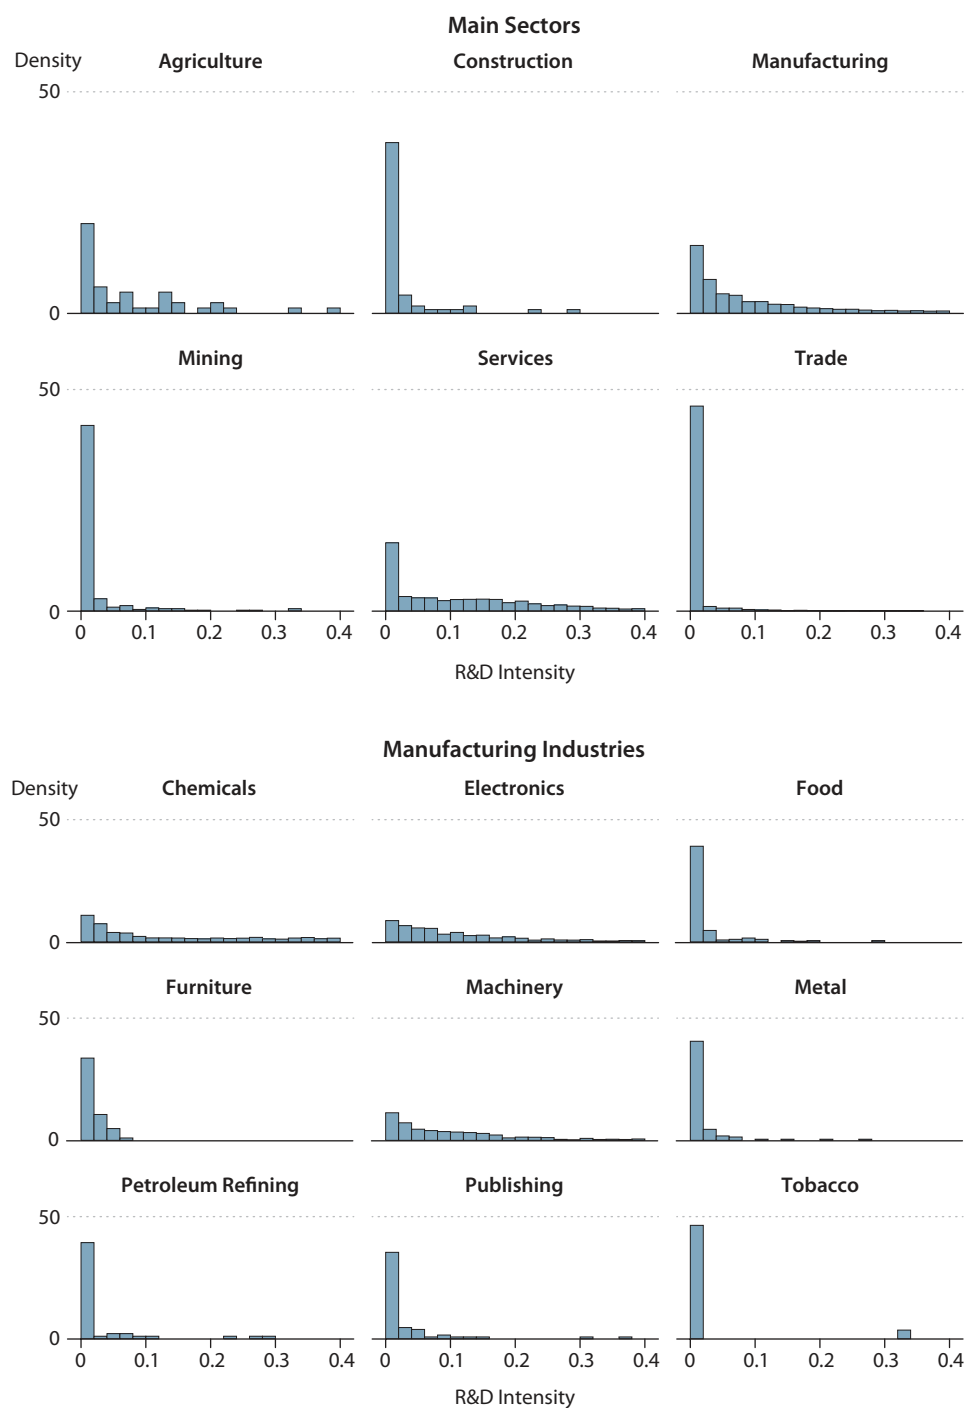 Main Sectors
Density Agriculture Construction Manufacturing
50
0
Mining Services Trade
50
0
0 0.1 0.2 0.3 0.4 0 0.1 0.2 0.3 0.4 0 0.1 0.2 0.3 0.4
R&D Intensity
Manufacturing Industries
Density Chemicals Electronics Food
50
0
Furniture Machinery Metal
50
0
Petroleum Refining Publishing Tobacco
50
0
0 0.1 0.2 0.3 0.4 0 0.1 0.2 0.3 0.4 0 0.1 0.2 0.3 0.4
R&D Intensity